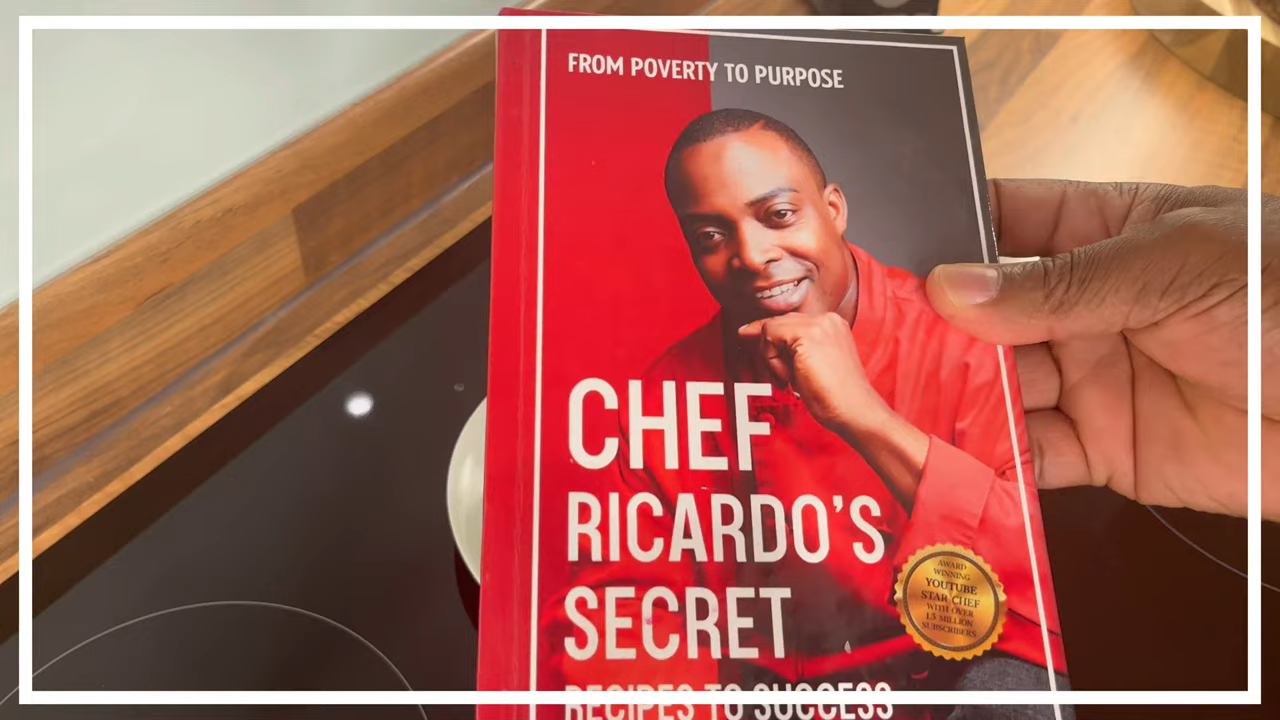 FROM POVERTY TO PURPOSE
CHEF
RICARDO'S
SECRET
RECIPES TO SUCCESS
AWARD
WINNING
YOUTUBE
STAR CHEF
WITH OVER
1.5 MILLION
SUBSCRIBERS